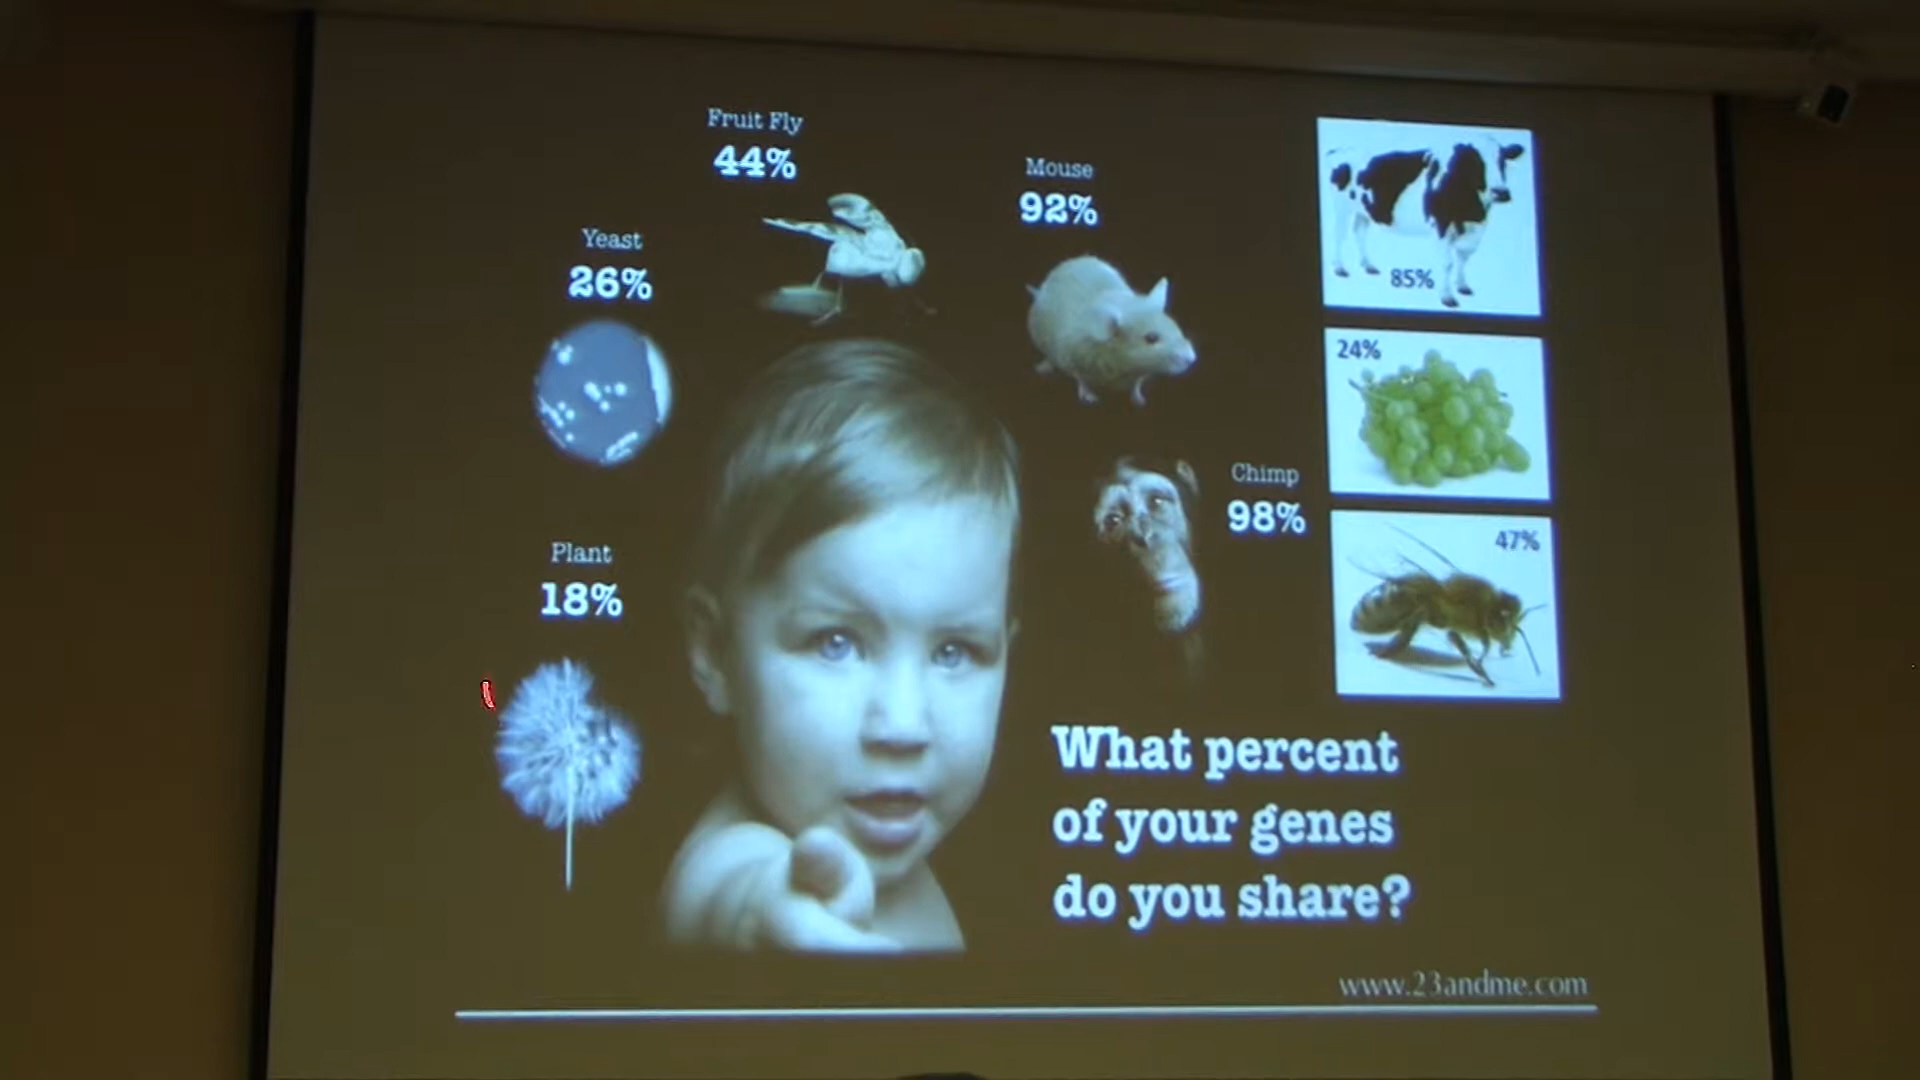 Fruit Fly
44%
Mouse
92%
Yeast
26%
85%
24%
Chimp
98%
47%
Plant
18%
What percent
of your genes
do you share?
www.23andme.com